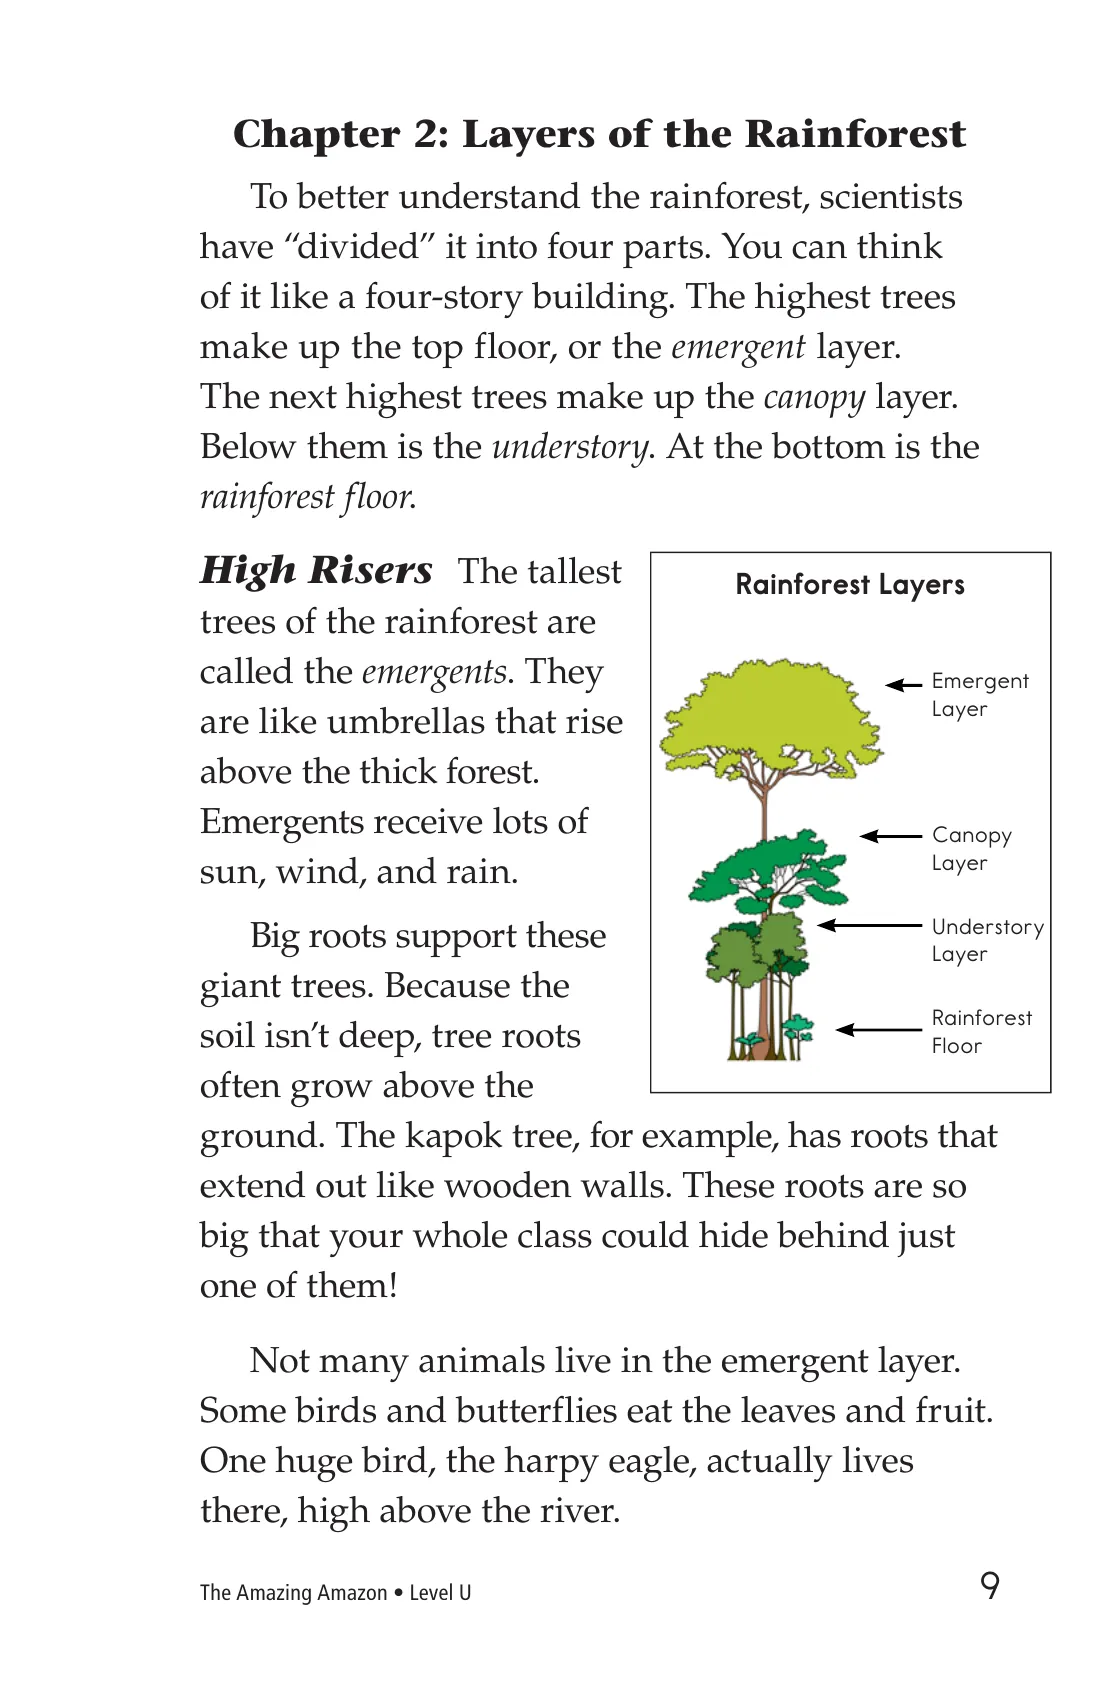 Chapter 2: Layers of the Rainforest
To better understand the rainforest, scientists
have “divided” it into four parts. You can think
of it like a four-story building. The highest trees
make up the top floor, or the emergent layer.
The next highest trees make up the canopy layer.
Below them is the understory. At the bottom is the
rainforest floor.
High Risers The tallest
trees of the rainforest are
called the emergents. They
are like umbrellas that rise
above the thick forest.
Emergents receive lots of
sun, wind, and rain.
Big roots support these
giant trees. Because the
soil isn’t deep, tree roots
often grow above the
ground. The kapok tree, for example, has roots that
extend out like wooden walls. These roots are so
big that your whole class could hide behind just
one of them!
Rainforest Layers
Emergent
Layer
Canopy
Layer
Understory
Layer
Rainforest
Floor
Not many animals live in the emergent layer.
Some birds and butterflies eat the leaves and fruit.
One huge bird, the harpy eagle, actually lives
there, high above the river.
The Amazing Amazon • Level U
9